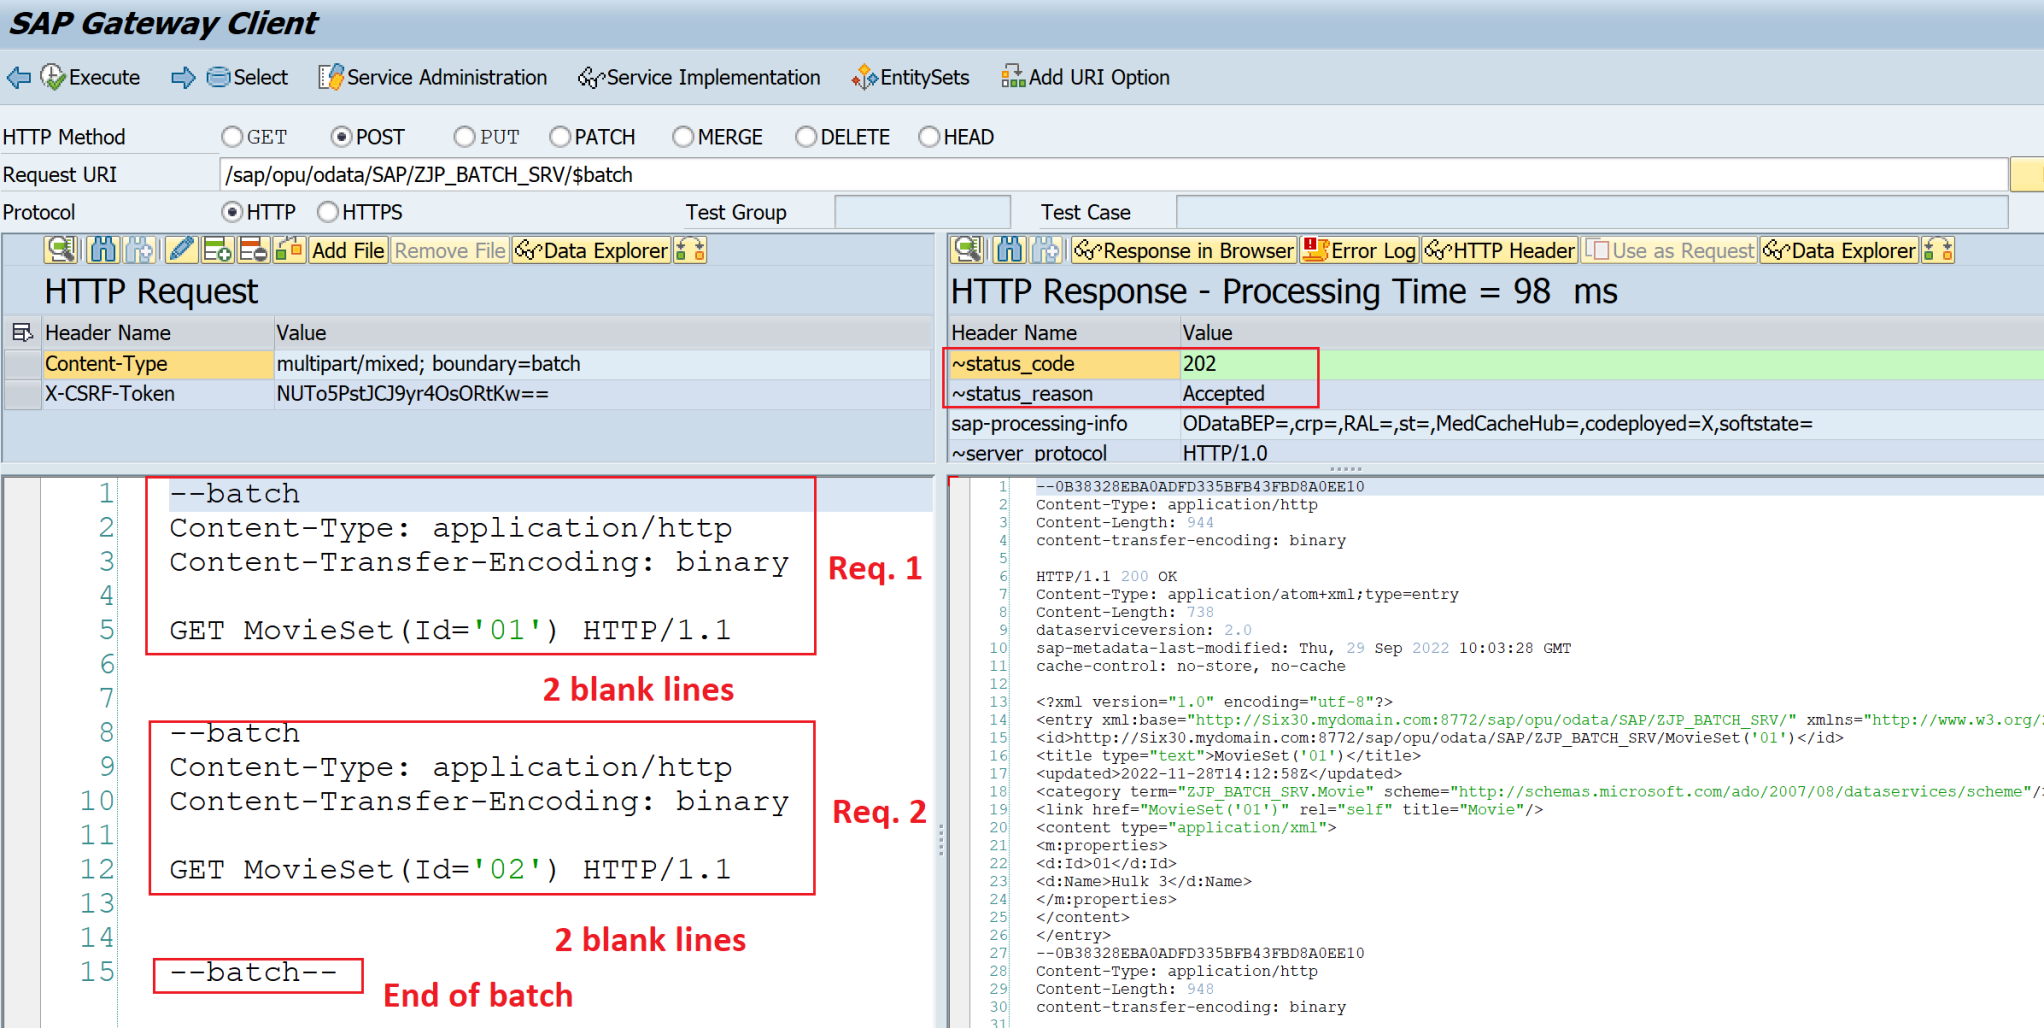 SAP Gateway Client
Execute Select Service Administration Service Implementation EntitySets Add URI Option
HTTP Method GET POST PUT PATCH MERGE DELETE HEAD
Request URI /sap/opu/odata/SAP/ZJP_BATCH_SRV/$batch
Protocol HTTP HTTPS Test Group Test Case
Add File Remove File Data Explorer
HTTP Request
Header Name Value
Content-Type multipart/mixed; boundary=batch
X-CSRF-Token NUTo5PstJCJ9yr4OsORtKw==
1 --batch
2 Content-Type: application/http
3 Content-Transfer-Encoding: binary
Req. 1
4
5 GET MovieSet(Id='01') HTTP/1.1
6
2 blank lines
7
8 --batch
9 Content-Type: application/http
10 Content-Transfer-Encoding: binary
Req. 2
11
12 GET MovieSet(Id='02') HTTP/1.1
13
2 blank lines
14
15 --batch--
End of batch
Response in Browser Error Log HTTP Header Use as Request Data Explorer
HTTP Response - Processing Time = 98 ms
Header Name Value
~status_code 202
~status_reason Accepted
sap-processing-info ODataBEP=,crp=,RAL=,st=,MedCacheHub=,codeployed=X,softstate=
~server_protocol HTTP/1.0
1 --0B38328EBA0ADFD335BFB43FBD8A0EE10
2 Content-Type: application/http
3 Content-Length: 944
4 content-transfer-encoding: binary
5
6 HTTP/1.1 200 OK
7 Content-Type: application/atom+xml;type=entry
8 Content-Length: 738
9 dataserviceversion: 2.0
10 sap-metadata-last-modified: Thu, 29 Sep 2022 10:03:28 GMT
11 cache-control: no-store, no-cache
12
13 <?xml version="1.0" encoding="utf-8"?>
14 <entry xml:base="http://Six30.mydomain.com:8772/sap/opu/odata/SAP/ZJP_BATCH_SRV/" xmlns="http://www.w3.org/
15 <id>http://Six30.mydomain.com:8772/sap/opu/odata/SAP/ZJP_BATCH_SRV/MovieSet('01')</id>
16 <title type="text">MovieSet('01')</title>
17 <updated>2022-11-28T14:12:58Z</updated>
18 <category term="ZJP_BATCH_SRV.Movie" scheme="http://schemas.microsoft.com/ado/2007/08/dataservices/scheme"/
19 <link href="MovieSet('01')" rel="self" title="Movie"/>
20 <content type="application/xml">
21 <m:properties>
22 <d:Id>01</d:Id>
23 <d:Name>Hulk 3</d:Name>
24 </m:properties>
25 </content>
26 </entry>
27 --0B38328EBA0ADFD335BFB43FBD8A0EE10
28 Content-Type: application/http
29 Content-Length: 948
30 content-transfer-encoding: binary
31